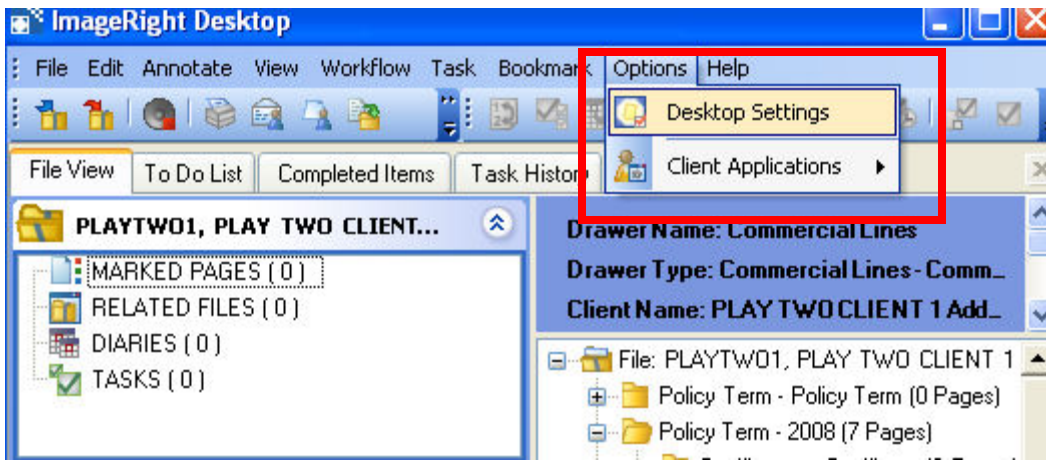 ImageRight Desktop
File Edit Annotate View Workflow Task Bookmark Options Help
Desktop Settings
Client Applications
File View To Do List Completed Items Task History
PLAYTWO1, PLAY TWO CLIENT...
MARKED PAGES ( 0 )
RELATED FILES ( 0 )
DIARIES ( 0 )
TASKS ( 0 )
Drawer Name: Commercial Lines
Drawer Type: Commercial Lines - Comm...
Client Name: PLAY TWO CLIENT 1 Add...
File: PLAYTWO1, PLAY TWO CLIENT 1
Policy Term - Policy Term (0 Pages)
Policy Term - 2008 (7 Pages)